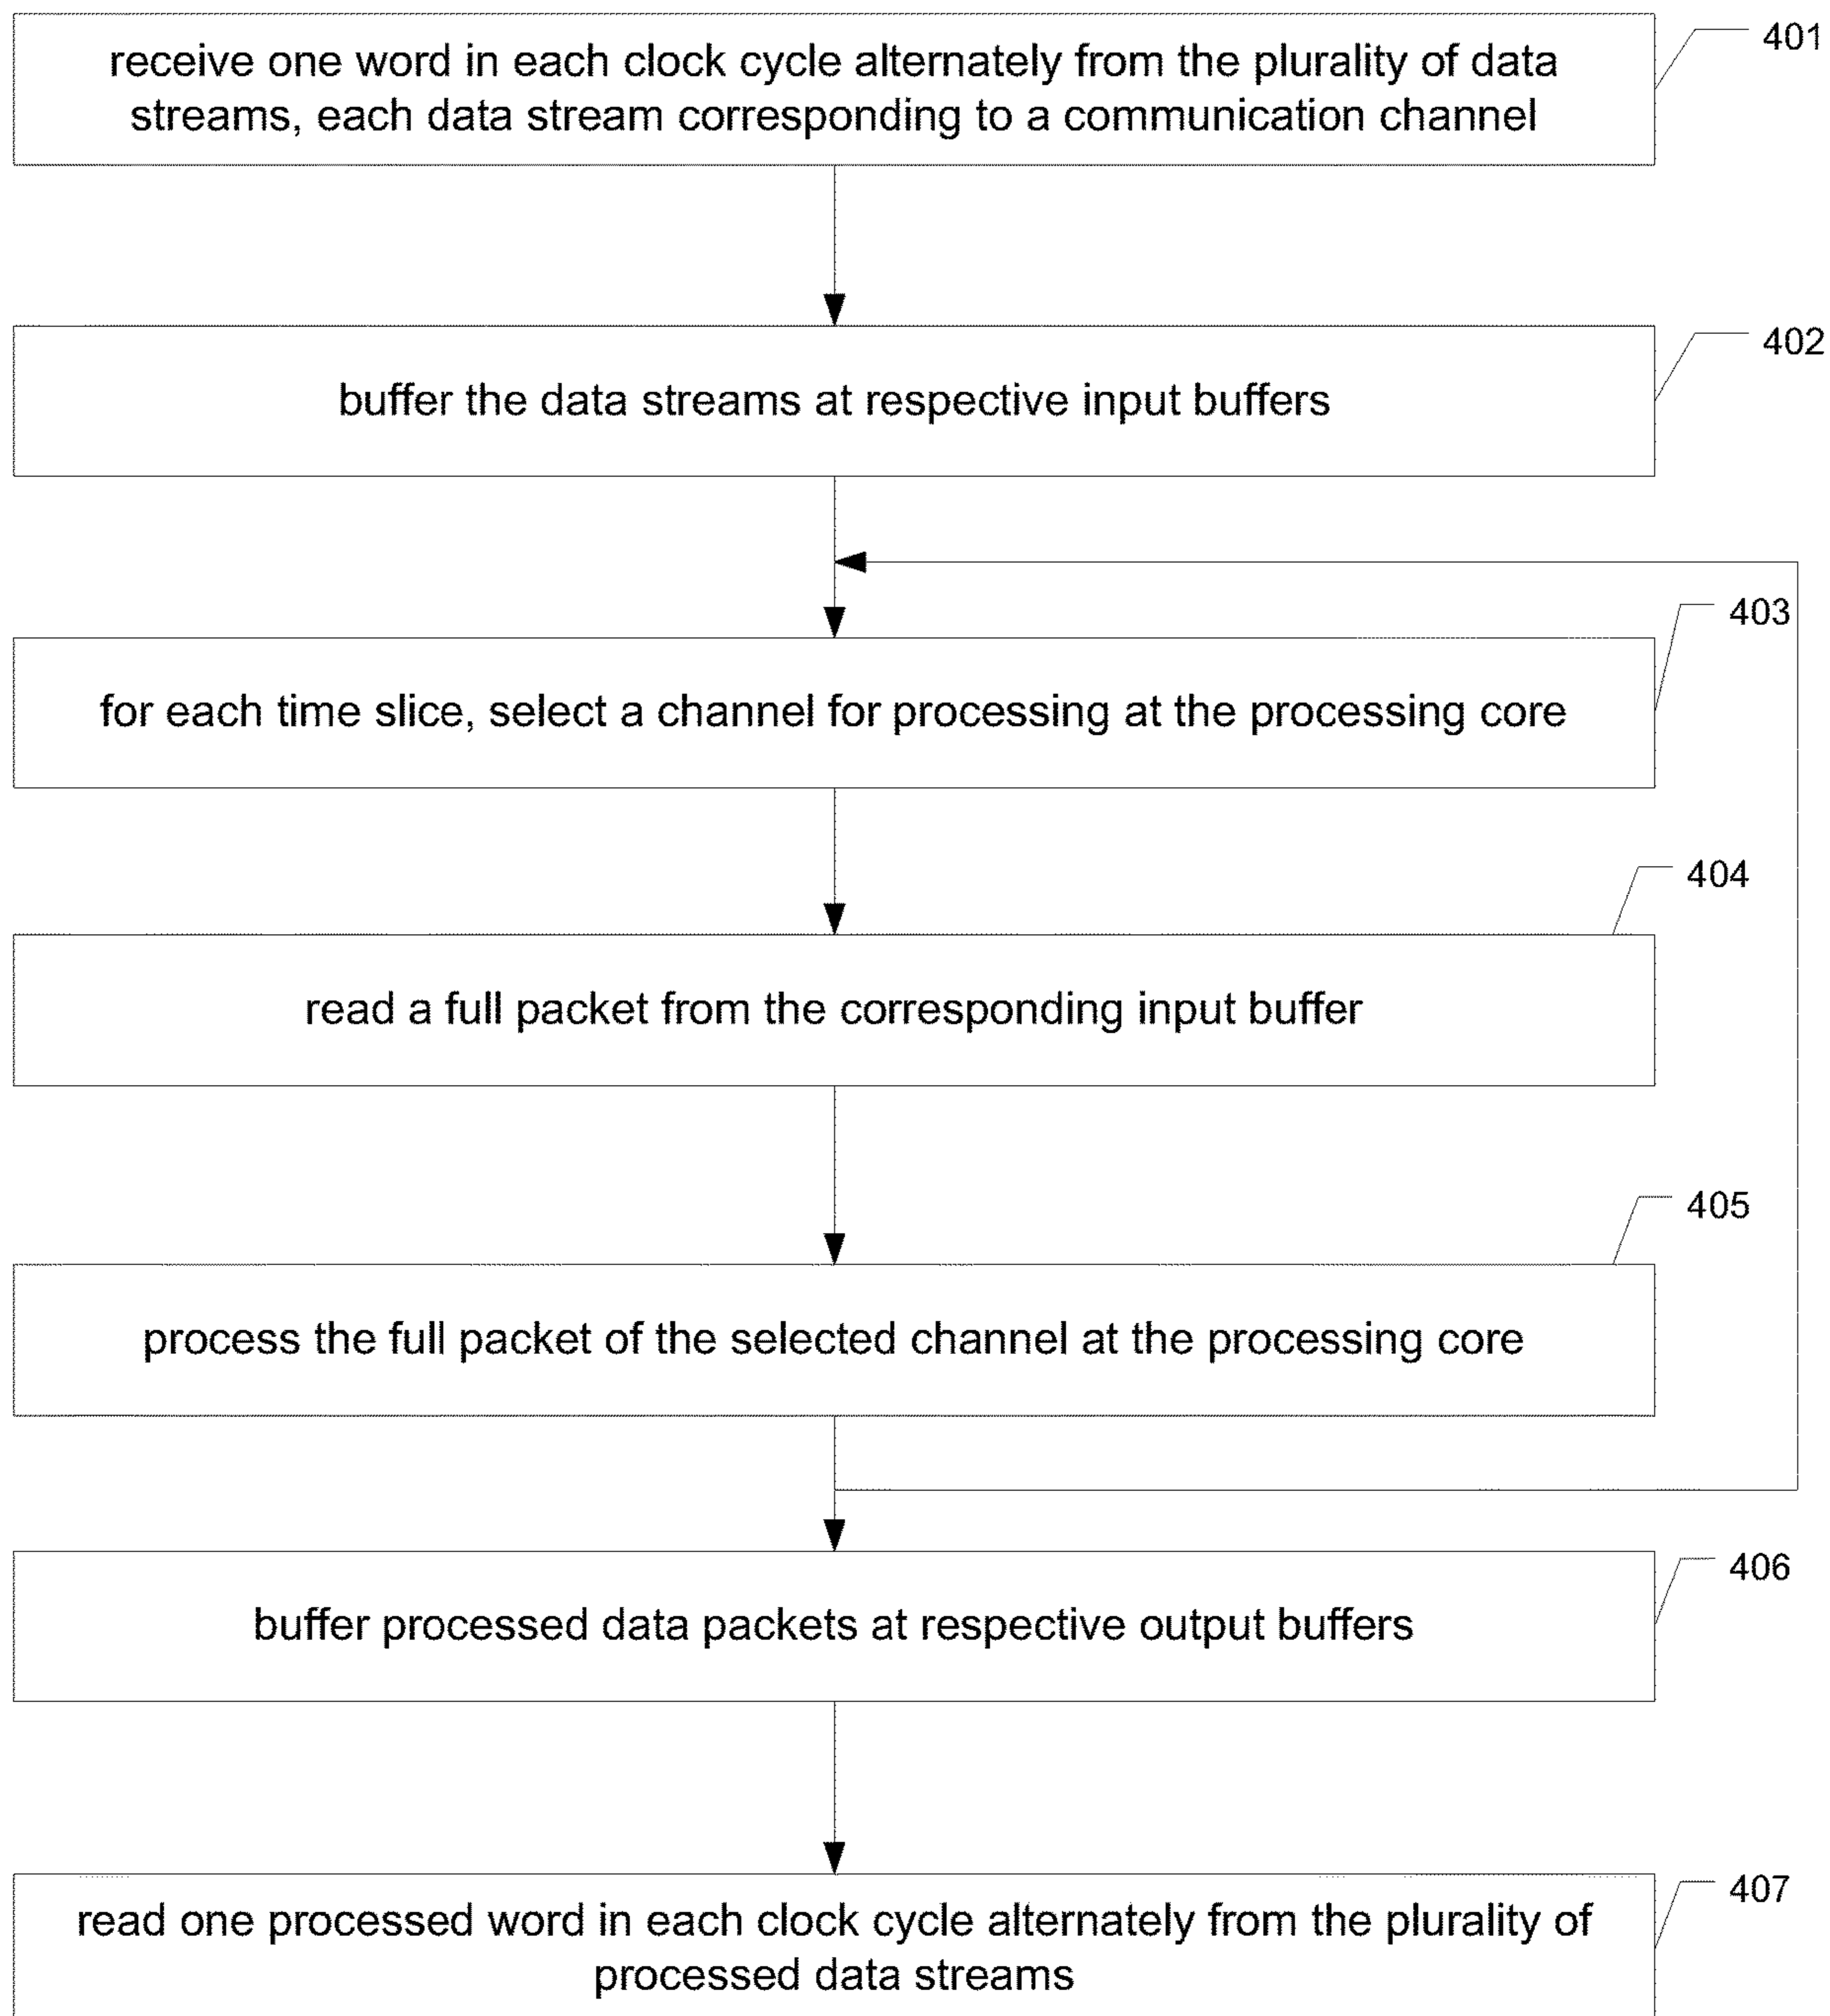 receive one word in each clock cycle alternately from the plurality of data
streams, each data stream corresponding to a communication channel
401
buffer the data streams at respective input buffers
402
for each time slice, select a channel for processing at the processing core
403
read a full packet from the corresponding input buffer
404
process the full packet of the selected channel at the processing core
405
buffer processed data packets at respective output buffers
406
read one processed word in each clock cycle alternately from the plurality of
processed data streams
407